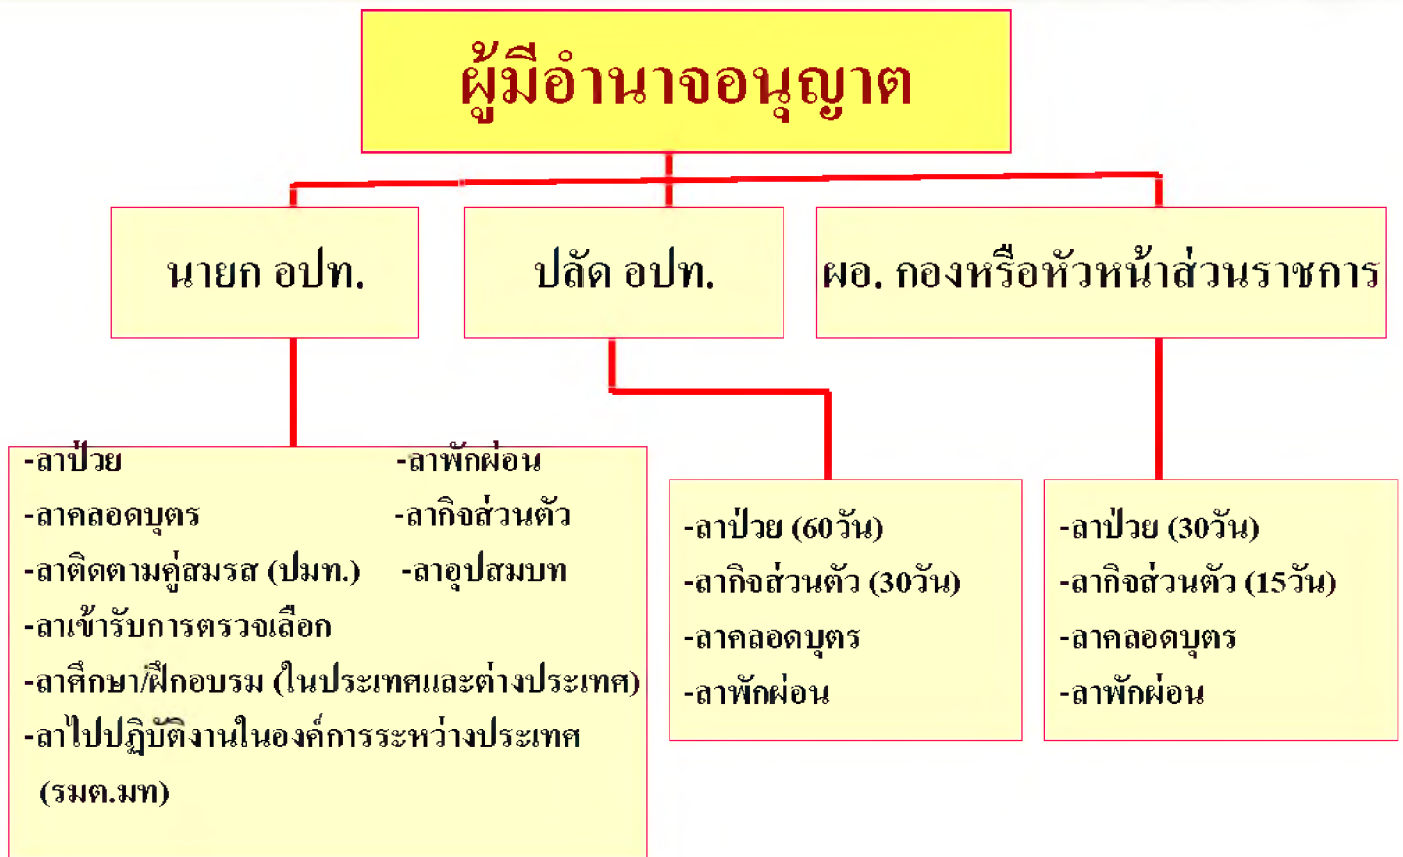 ผู้มีอำนาจอนุญาต
นายก อปท.
ปลัด อปท.
ผอ. กองหรือหัวหน้าส่วนราชการ
-ลาป่วย -ลาพักผ่อน
-ลาคลอดบุตร -ลากิจส่วนตัว
-ลาติดตามคู่สมรส (ปมท.) -ลาอุปสมบท
-ลาเข้ารับการตรวจเลือก
-ลาศึกษา/ฝึกอบรม (ในประเทศและต่างประเทศ)
-ลาไปปฏิบัติงานในองค์การระหว่างประเทศ
(รมต.มท)
-ลาป่วย (60วัน)
-ลากิจส่วนตัว (30วัน)
-ลาคลอดบุตร
-ลาพักผ่อน
-ลาป่วย (30วัน)
-ลากิจส่วนตัว (15วัน)
-ลาคลอดบุตร
-ลาพักผ่อน